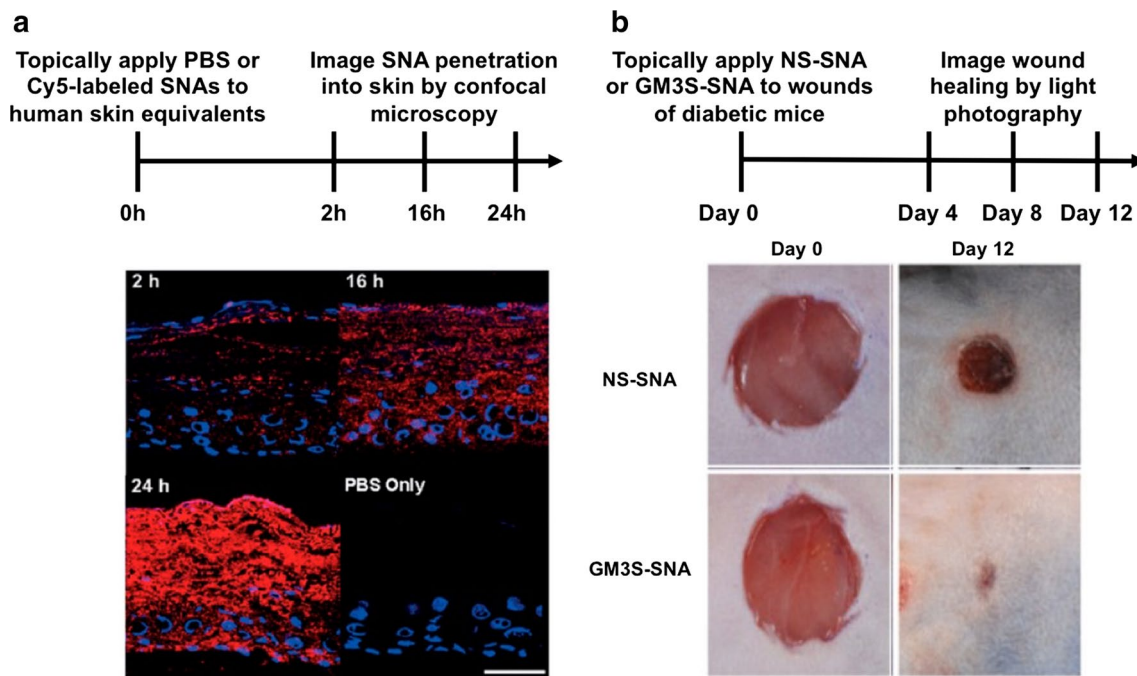 a
Topically apply PBS or
Cy5-labeled SNAs to
human skin equivalents
Image SNA penetration
into skin by confocal
microscopy
0h
2h
16h
24h
2 h
16 h
24 h
PBS Only
b
Topically apply NS-SNA
or GM3S-SNA to wounds
of diabetic mice
Image wound
healing by light
photography
Day 0
Day 4
Day 8
Day 12
Day 0
Day 12
NS-SNA
GM3S-SNA